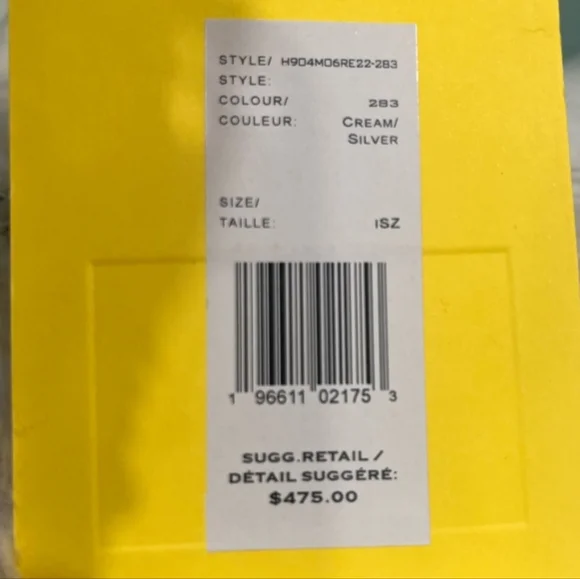 STYLE/ H904M06RE22-283
STYLE:
COLOUR/ 283
COULEUR: CREAM/
SILVER
SIZE/
TAILLE: 1SZ
1 96611 02175 3
SUGG.RETAIL /
DÉTAIL SUGGÉRÉ:
$475.00